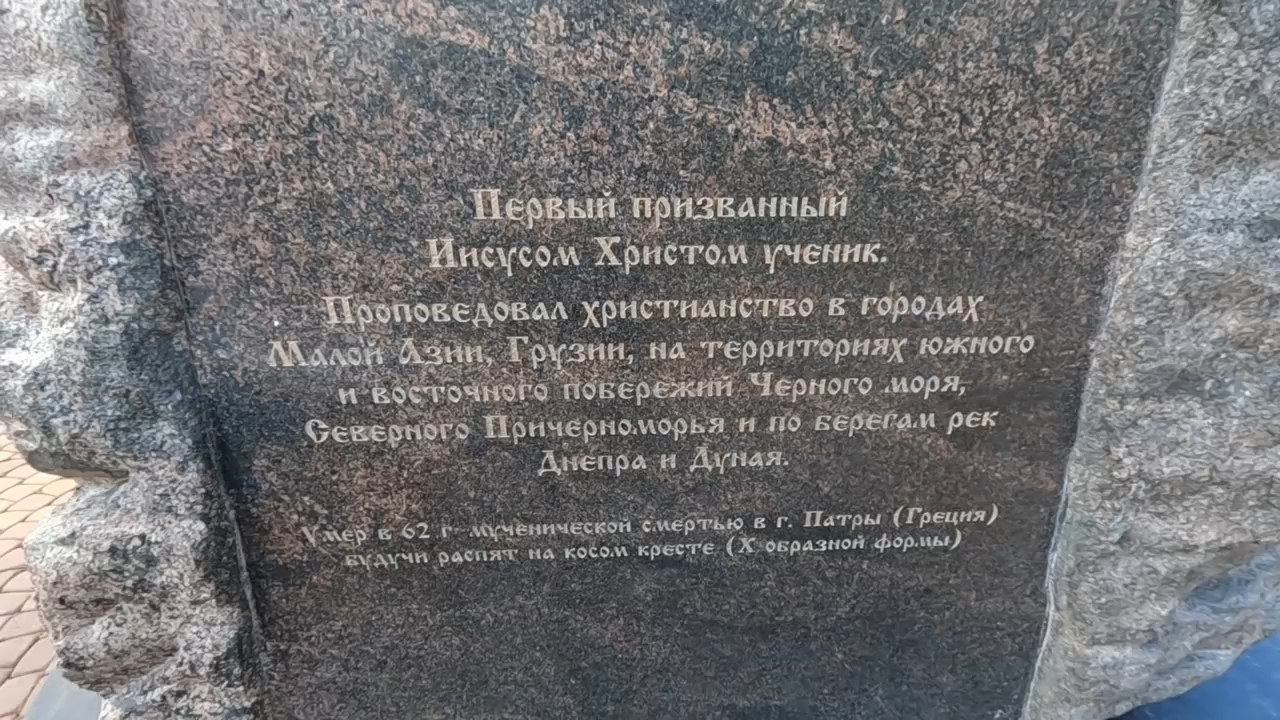 Первый призванный
Иисусом Христом ученик.
Проповедовал христианство в городах
Малой Азии, Грузии, на территориях южного
и восточного побережий Черного моря,
Северного Причерноморья и по берегам рек
Днепра и Дуная.
Умер в 62 г мученической смертью в г. Патры (Греция)
будучи распят на косом кресте (Х образной формы)